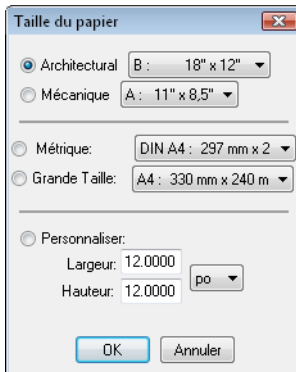 Taille du papier
Architectural B : 18" x 12"
Mécanique A : 11" x 8,5"
Métrique: DIN A4 : 297 mm x 2
Grande Taille: A4 : 330 mm x 240 m
Personnaliser:
Largeur: 12.0000
Hauteur: 12.0000
po
OK Annuler